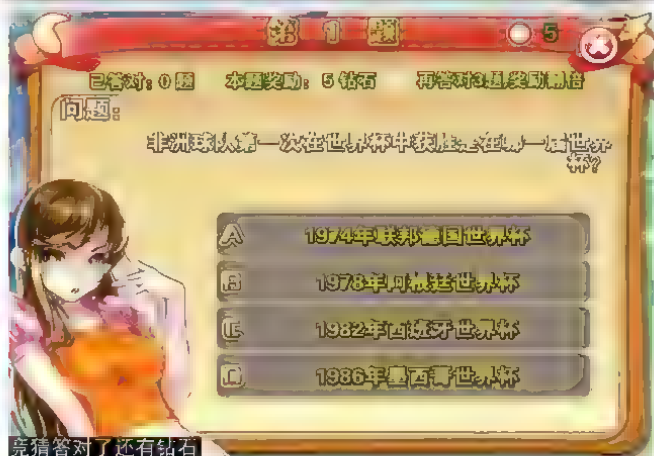 第 1 题
5
已答对：0 题 本题奖励：5 钻石 再答对3题,奖励翻倍
问题：
非洲球队第一次在世界杯中获胜是在哪一届世界
杯？
A 1974年联邦德国世界杯
B 1978年阿根廷世界杯
C 1982年西班牙世界杯
D 1986年墨西哥世界杯
竞猜答对了还有钻石